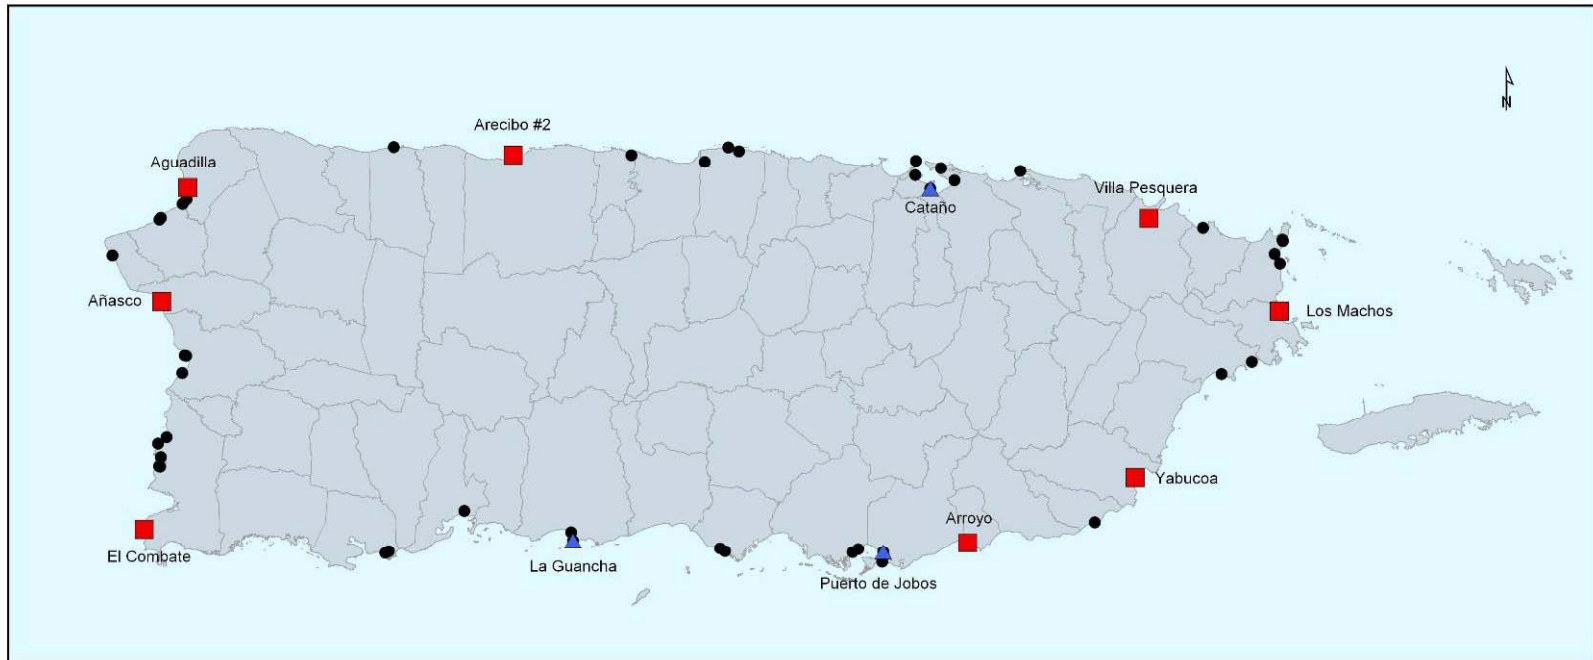 N
Arecibo #2
Aguadilla
Villa Pesquera
Cataño
Añasco
Los Machos
Yabucoa
Arroyo
El Combate
La Guancha
Puerto de Jobos